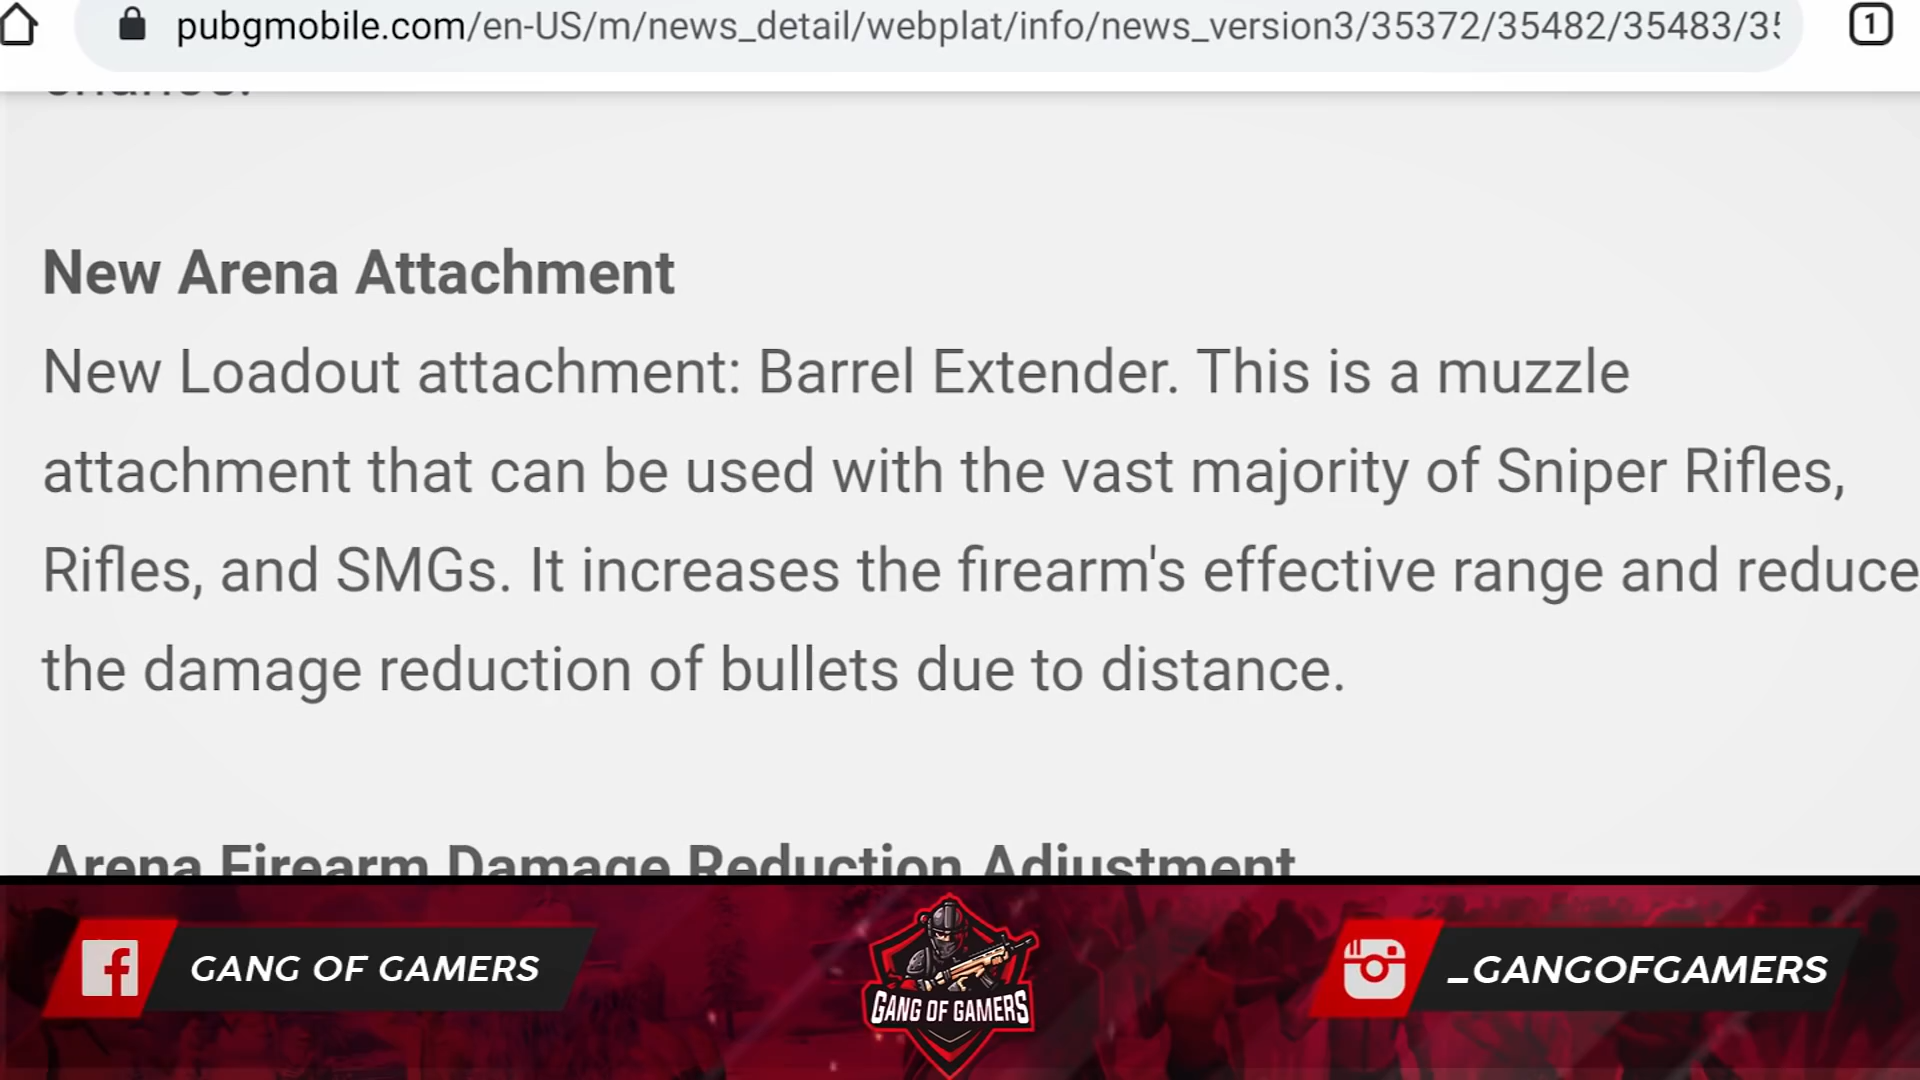 pubgmobile.com/en-US/m/news_detail/webplat/info/news_version3/35372/35482/35483/35
1
New Arena Attachment
New Loadout attachment: Barrel Extender. This is a muzzle
attachment that can be used with the vast majority of Sniper Rifles,
Rifles, and SMGs. It increases the firearm's effective range and reduce
the damage reduction of bullets due to distance.
Arena Firearm Damage Reduction Adjustment
GANG OF GAMERS
GANG OF GAMERS
_GANGOFGAMERS